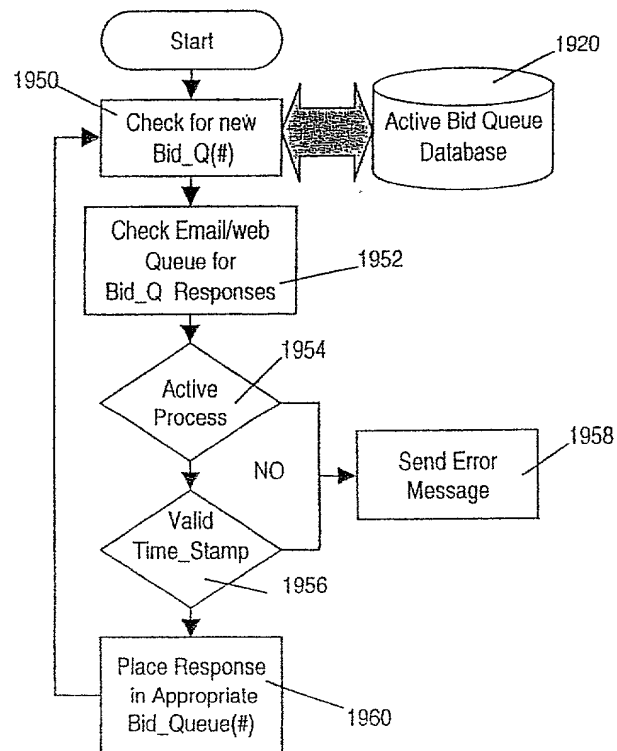 Start
1950
1920
Check for new
Bid_Q(#)
Active Bid Queue
Database
Check Email/web
Queue for
Bid_Q Responses
1952
1954
Active
Process
NO
Send Error
Message
1958
Valid
Time_Stamp
1956
Place Response
in Appropriate
Bid_Queue(#)
1960